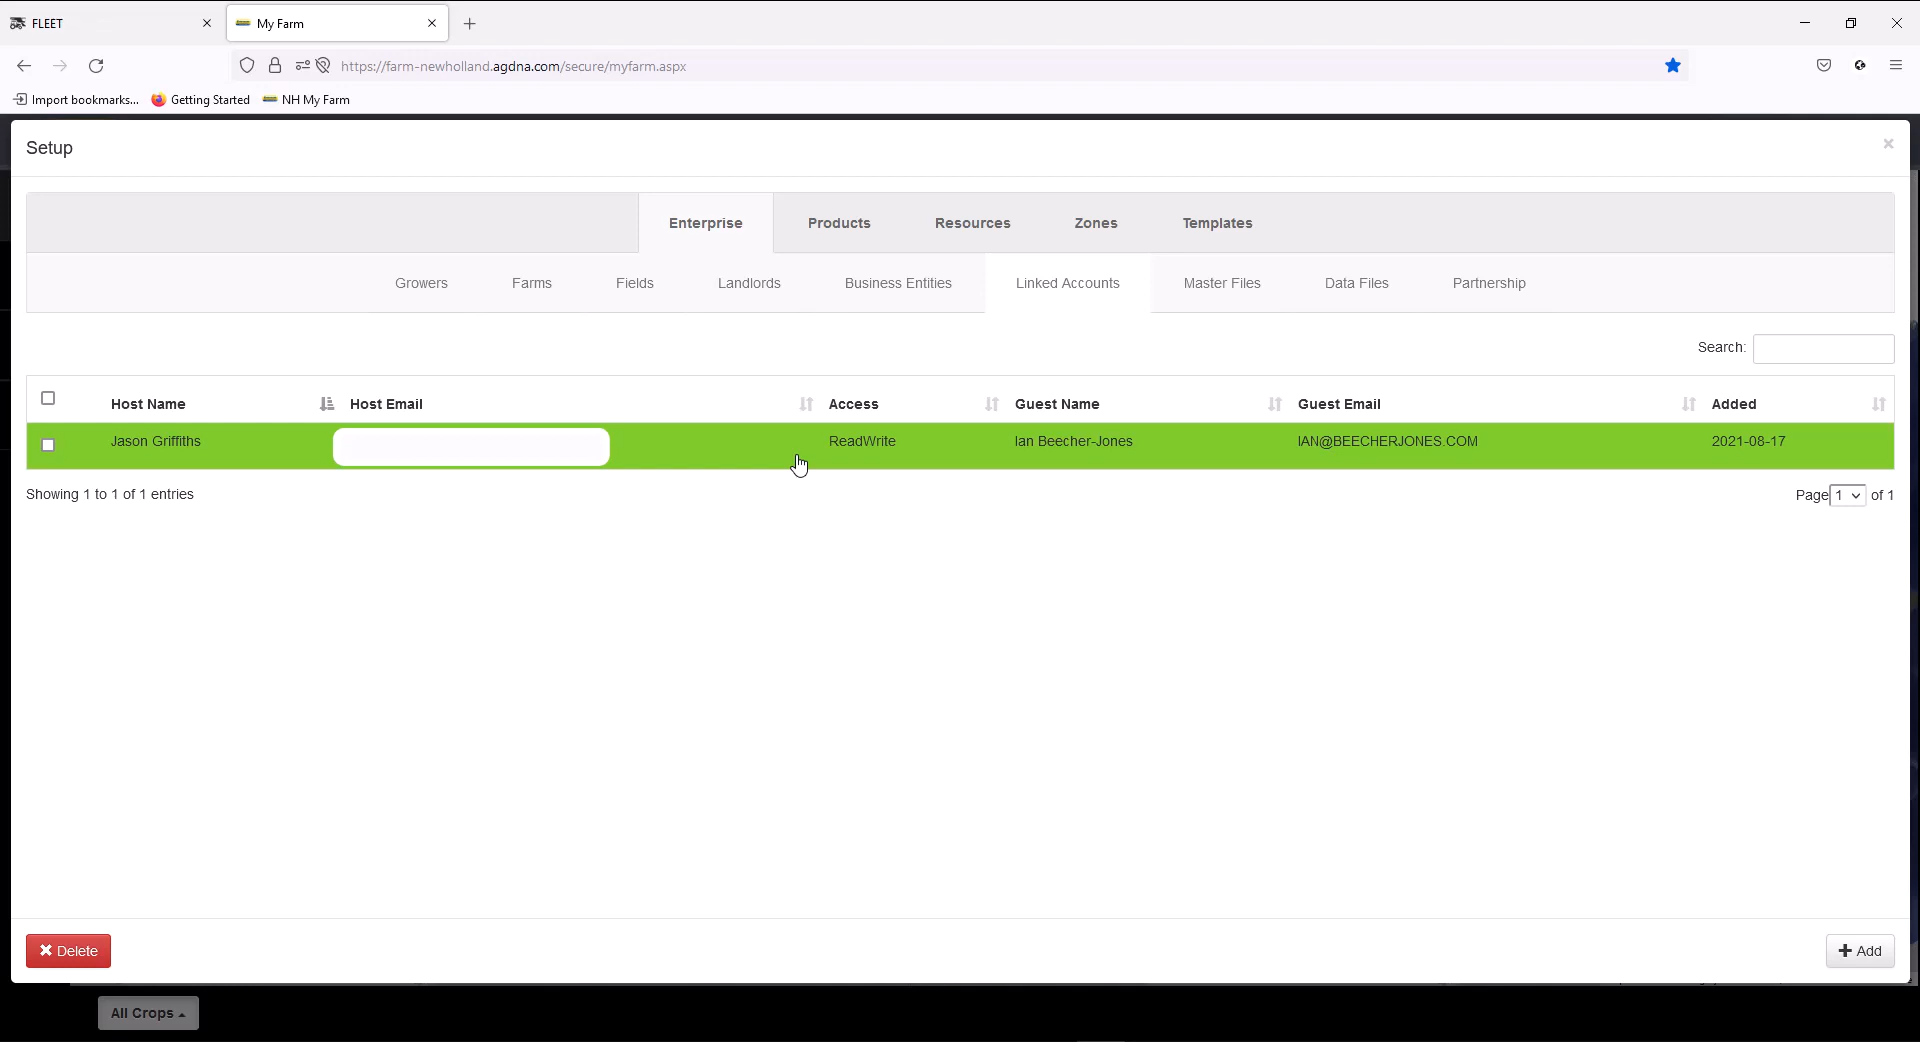 FLEET
My Farm
https://farm-newholland.agdna.com/secure/myfarm.aspx
Import bookmarks... Getting Started NH My Farm
Setup
Enterprise Products Resources Zones Templates
Growers Farms Fields Landlords Business Entities Linked Accounts Master Files Data Files Partnership
Search:
Host Name Host Email Access Guest Name Guest Email Added
Jason Griffiths ReadWrite Ian Beecher-Jones IAN@BEECHERJONES.COM 2021-08-17
Showing 1 to 1 of 1 entries Page 1 of 1
Delete Add
All Crops